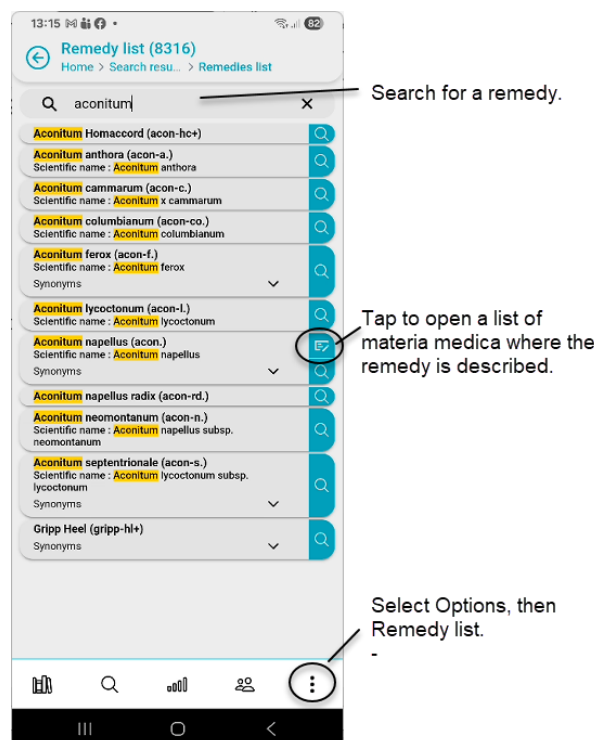 13:15
82
Remedy list (8316)
Home > Search resu... > Remedies list
aconitum
Search for a remedy.
Aconitum Homaccord (acon-hc+)
Aconitum anthora (acon-a.)
Scientific name : Aconitum anthora
Aconitum cammarum (acon-c.)
Scientific name : Aconitum x cammarum
Aconitum columbianum (acon-co.)
Scientific name : Aconitum columbianum
Aconitum ferox (acon-f.)
Scientific name : Aconitum ferox
Synonyms
Aconitum lycoctonum (acon-l.)
Scientific name : Aconitum lycoctonum
Aconitum napellus (acon.)
Scientific name : Aconitum napellus
Synonyms
Tap to open a list of
materia medica where the
remedy is described.
Aconitum napellus radix (acon-rd.)
Aconitum neomontanum (acon-n.)
Scientific name : Aconitum napellus subsp.
neomontanum
Aconitum septentrionale (acon-s.)
Scientific name : Aconitum lycoctonum subsp.
lycoctonum
Synonyms
Gripp Heel (gripp-hl+)
Synonyms
Select Options, then
Remedy list.
-